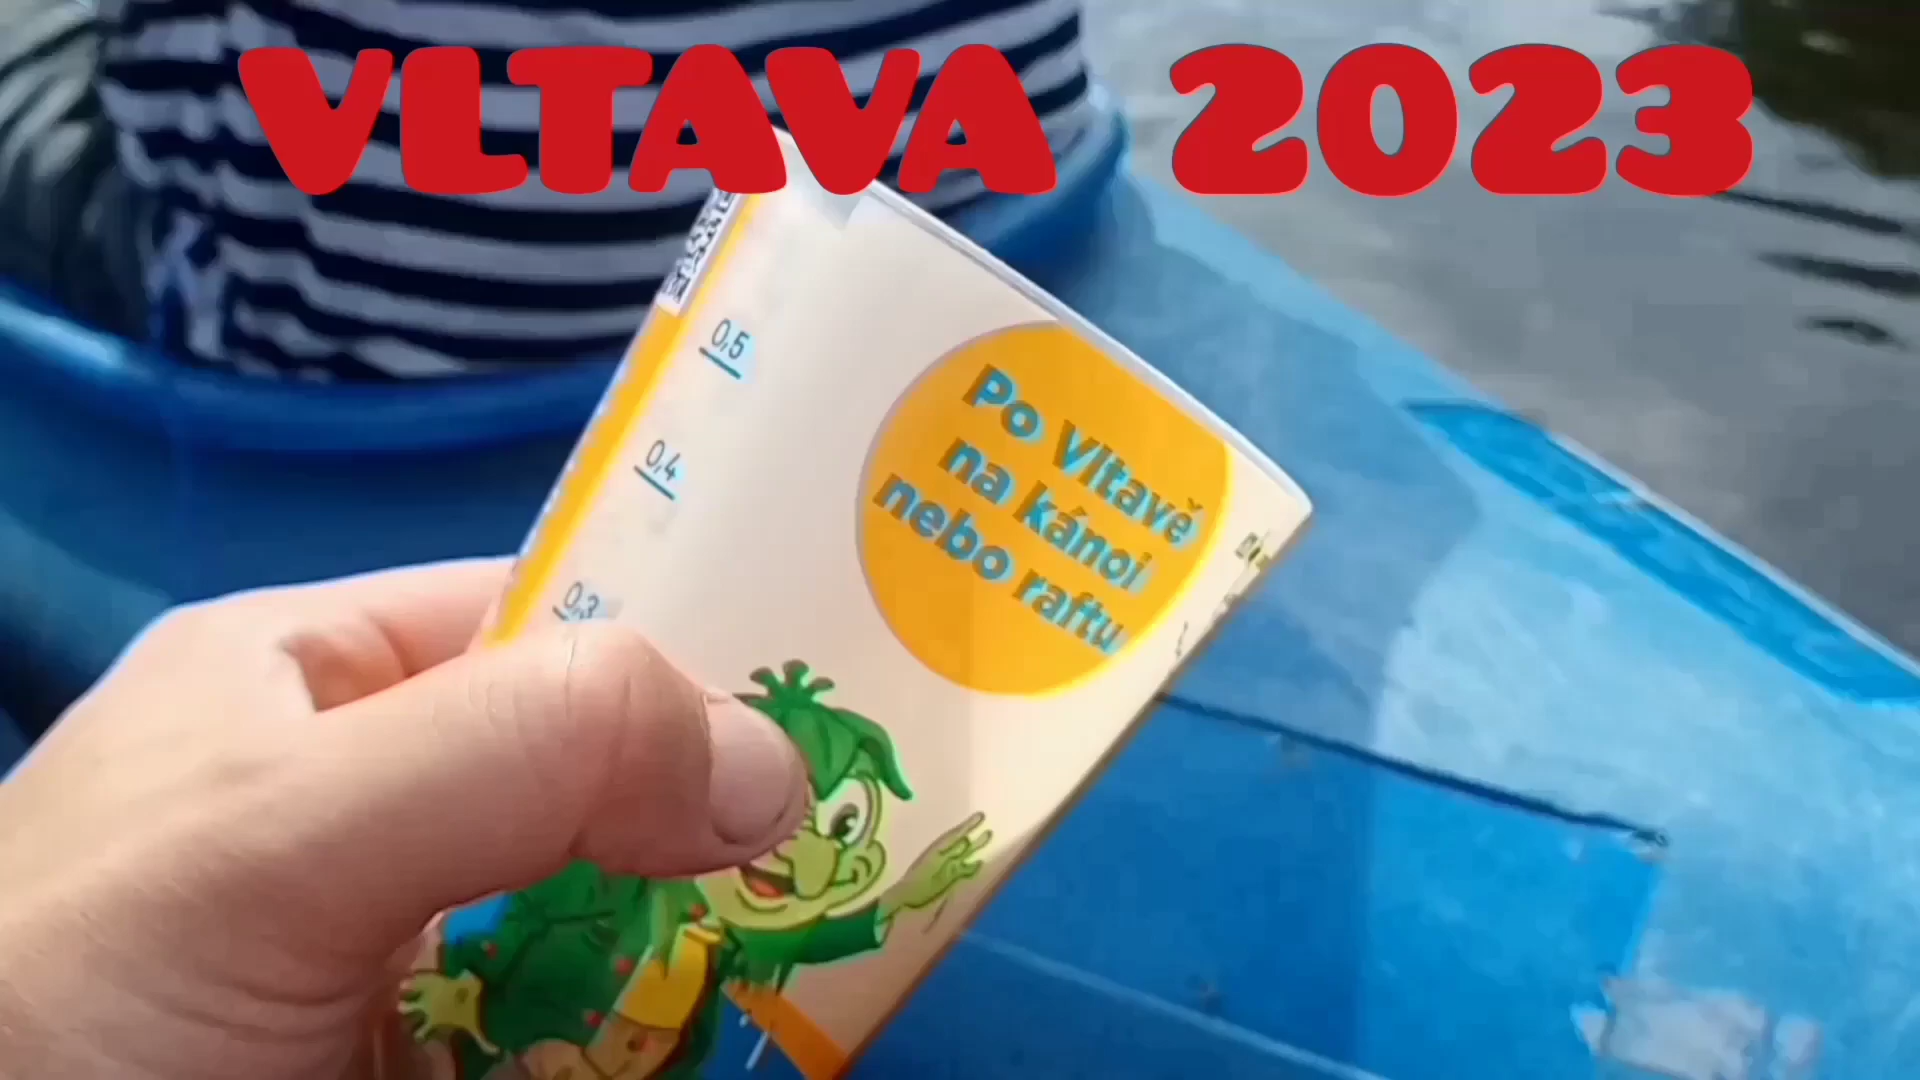 VLTAVA 2023
0,5
0,4
0,3
Po Vltavě
na kánoi
nebo raftu